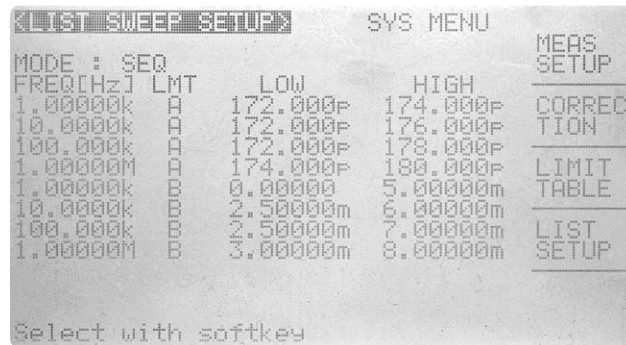 <LIST SWEEP SETUP> SYS MENU
MODE : SEQ
FREQ[Hz] LMT LOW HIGH
1.00000k A 172.000p 174.000p
10.0000k A 172.000p 176.000p
100.000k A 172.000p 178.000p
1.00000M A 174.000p 180.000p
1.00000k B 0.00000 5.00000m
10.0000k B 2.50000m 6.00000m
100.000k B 2.50000m 7.00000m
1.00000M B 3.00000m 8.00000m
Select with softkey
MEAS
SETUP
CORREC
TION
LIMIT
TABLE
LIST
SETUP